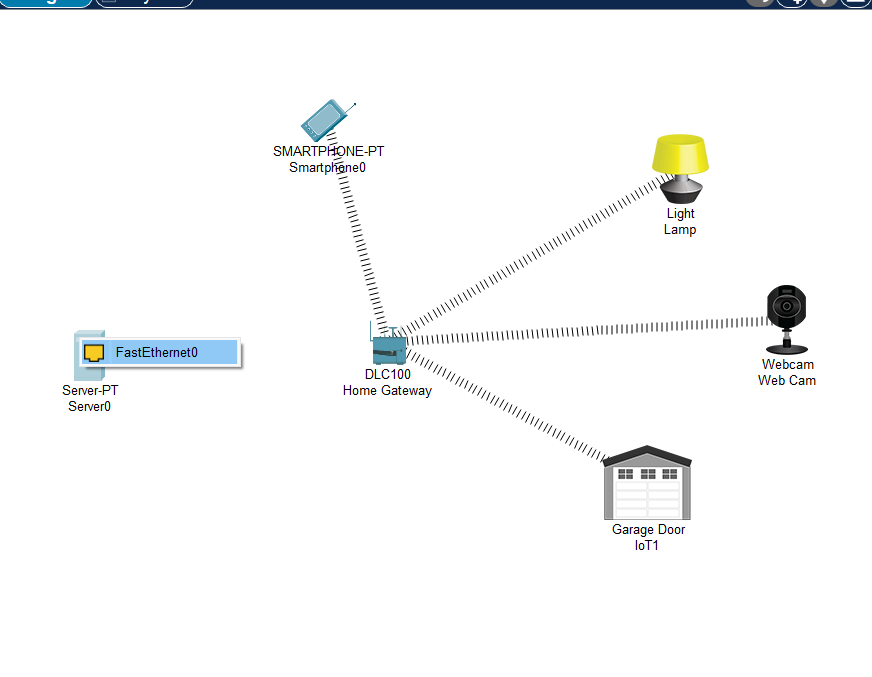 SMARTPHONE-PT
Smartphone0
Light
Lamp
FastEthernet0
Server-PT
Server0
DLC100
Home Gateway
Webcam
Web Cam
Garage Door
IoT1